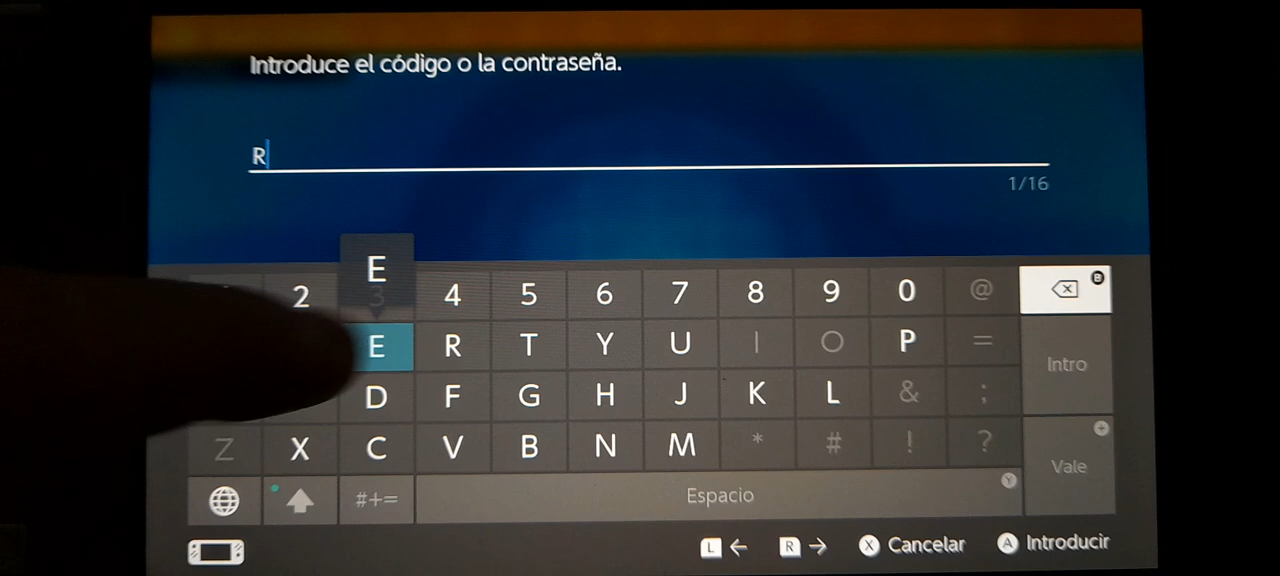 Introduce el código o la contraseña.
R
1/16
E
2 3 4 5 6 7 8 9 0 @ B
E R T Y U I O P =
Intro
D F G H J K L & ;
Z X C V B N M * # ! ?
+
Vale
#+= Espacio Y
L ← R → X Cancelar A Introducir